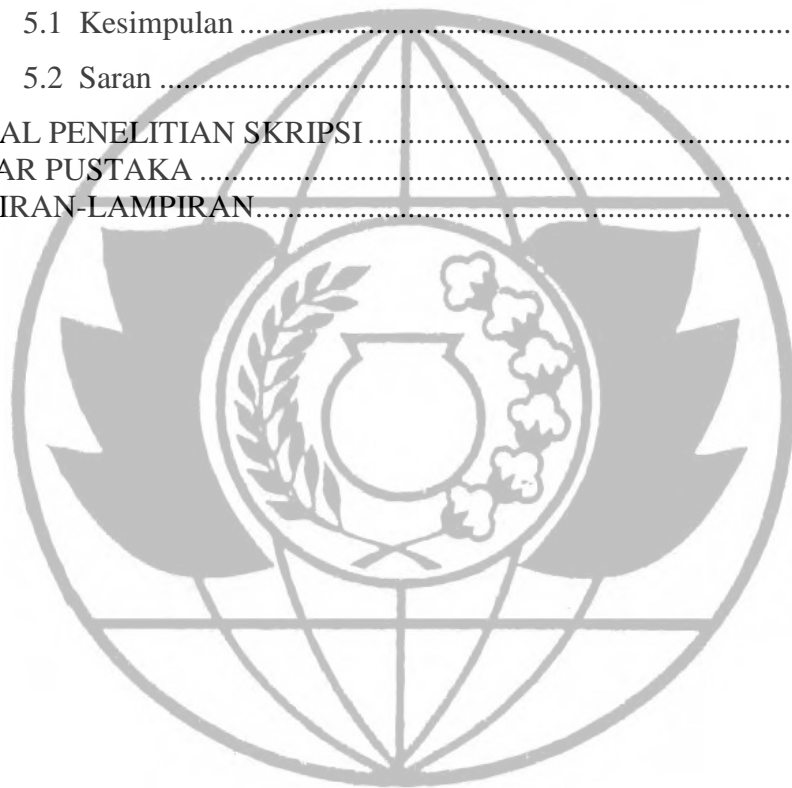 5.1 Kesimpulan ........................................................................................
5.2 Saran ........................................................................................
AL PENELITIAN SKRIPSI ........................................................................
AR PUSTAKA ........................................................................................
IRAN-LAMPIRAN ........................................................................